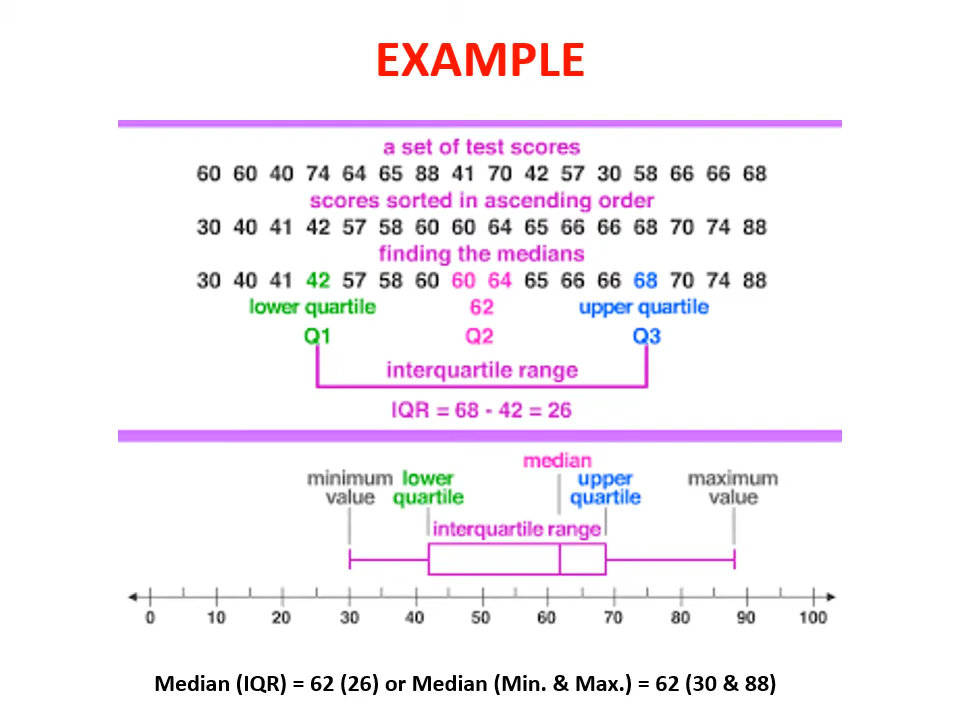 EXAMPLE
a set of test scores
60 60 40 74 64 65 88 41 70 42 57 30 58 66 66 68
scores sorted in ascending order
30 40 41 42 57 58 60 60 64 65 66 66 68 70 74 88
finding the medians
30 40 41 42 57 58 60 60 64 65 66 66 68 70 74 88
lower quartile 62 upper quartile
Q1 Q2 Q3
interquartile range
IQR = 68 - 42 = 26
median
minimum lower upper maximum
value quartile quartile value
interquartile range
0 10 20 30 40 50 60 70 80 90 100
Median (IQR) = 62 (26) or Median (Min. & Max.) = 62 (30 & 88)